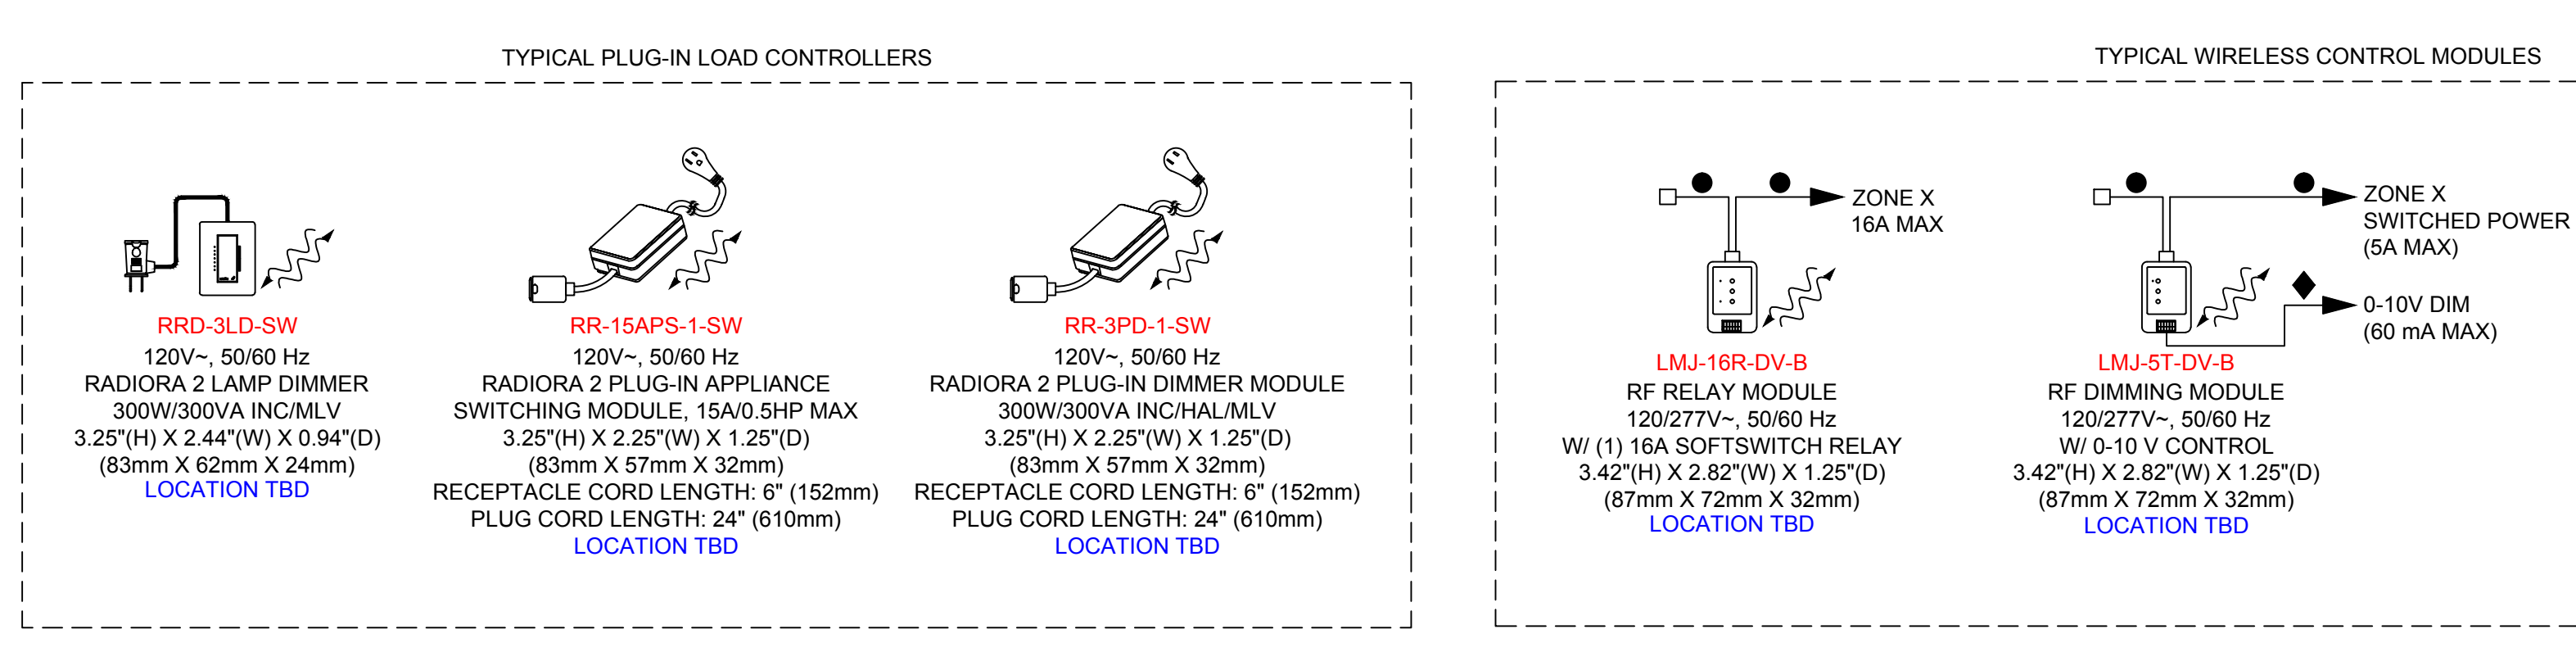 TYPICAL PLUG-IN LOAD CONTROLLERS
RRD-3LD-SW
120V~, 50/60 Hz
RADIORA 2 LAMP DIMMER
300W/300VA INC/MLV
3.25"(H) X 2.44"(W) X 0.94"(D)
(83mm X 62mm X 24mm)
LOCATION TBD
RR-15APS-1-SW
120V~, 50/60 Hz
RADIORA 2 PLUG-IN APPLIANCE
SWITCHING MODULE, 15A/0.5HP MAX
3.25"(H) X 2.25"(W) X 1.25"(D)
(83mm X 57mm X 32mm)
RECEPTACLE CORD LENGTH: 6" (152mm)
PLUG CORD LENGTH: 24" (610mm)
LOCATION TBD
RR-3PD-1-SW
120V~, 50/60 Hz
RADIORA 2 PLUG-IN DIMMER MODULE
300W/300VA INC/HAL/MLV
3.25"(H) X 2.25"(W) X 1.25"(D)
(83mm X 57mm X 32mm)
RECEPTACLE CORD LENGTH: 6" (152mm)
PLUG CORD LENGTH: 24" (610mm)
LOCATION TBD
TYPICAL WIRELESS CONTROL MODULES
ZONE X
16A MAX
LMJ-16R-DV-B
RF RELAY MODULE
120/277V~, 50/60 Hz
W/ (1) 16A SOFTSWITCH RELAY
3.42"(H) X 2.82"(W) X 1.25"(D)
(87mm X 72mm X 32mm)
LOCATION TBD
ZONE X
SWITCHED POWER
(5A MAX)
0-10V DIM
(60 mA MAX)
LMJ-5T-DV-B
RF DIMMING MODULE
120/277V~, 50/60 Hz
W/ 0-10 V CONTROL
3.42"(H) X 2.82"(W) X 1.25"(D)
(87mm X 72mm X 32mm)
LOCATION TBD